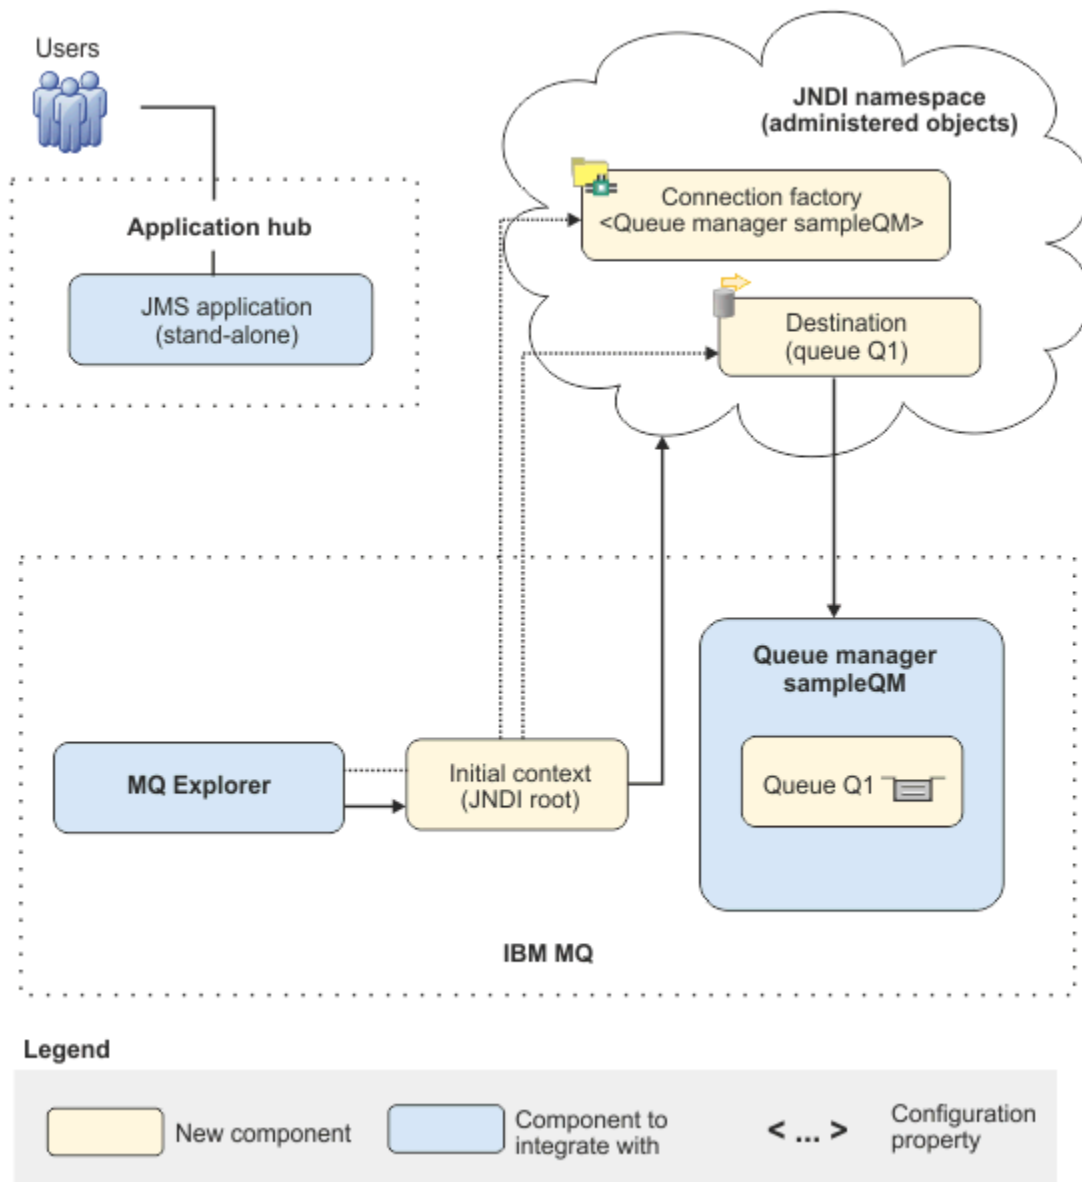 Users
JNDI namespace
(administered objects)
Connection factory
<Queue manager sampleQM>
Application hub
JMS application
(stand-alone)
Destination
(queue Q1)
Queue manager
sampleQM
MQ Explorer
Initial context
(JNDI root)
Queue Q1
IBM MQ
Legend
New component
Component to
integrate with
< ... >
Configuration
property